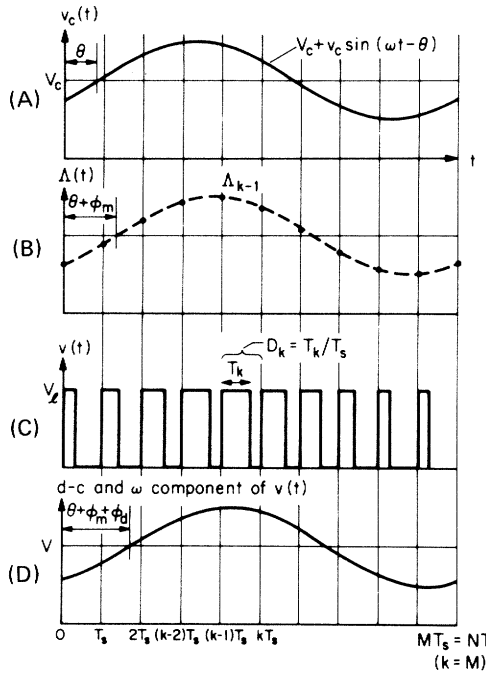 v_c(t)
θ
V_c + v_c sin (ωt − θ)
V_c
(A)
t
Λ(t)
θ+ϕ_m
Λ_{k-1}
(B)
v(t)
D_k = T_k/T_s
T_k
V_ℓ
(C)
d-c and ω component of v(t)
θ+ϕ_m+ϕ_d
V
(D)
0 T_s 2T_s (k-2)T_s (k-1)T_s kT_s MT_s = NT
(k = M)